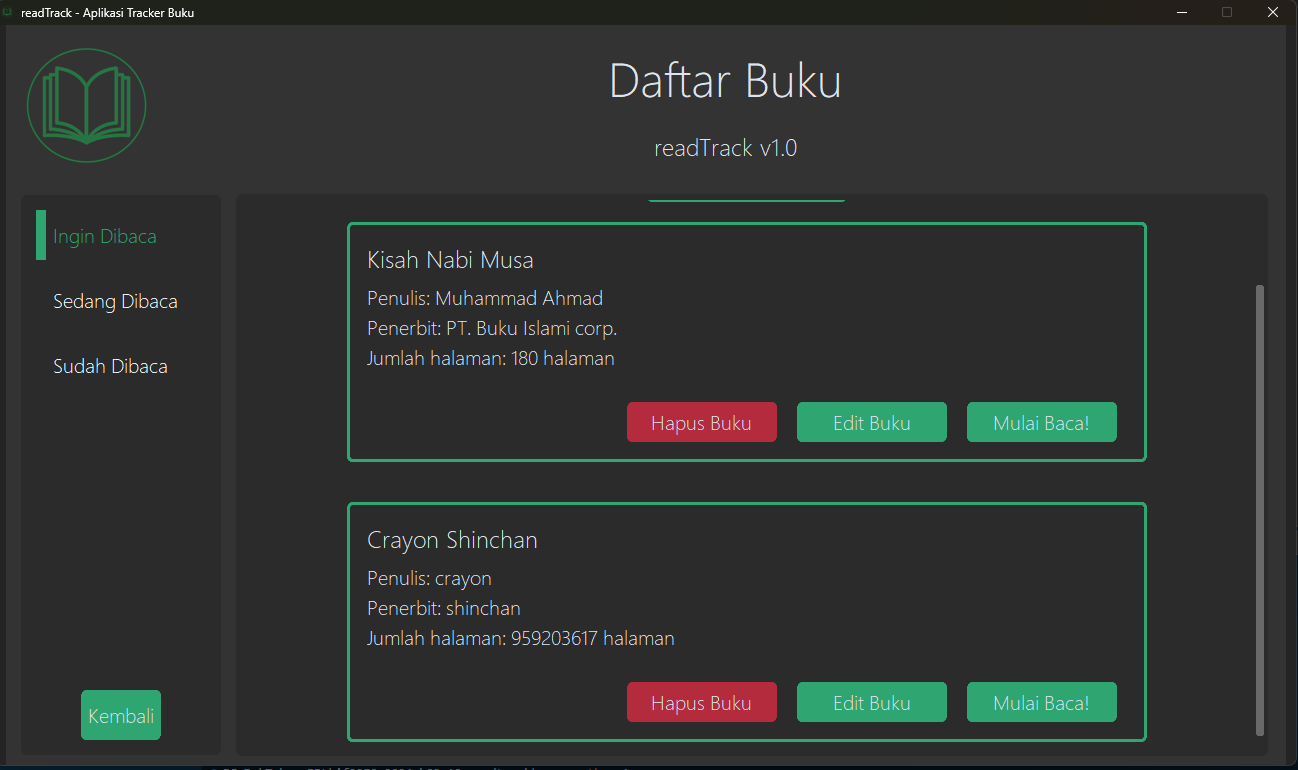 readTrack - Aplikasi Tracker Buku
Daftar Buku
readTrack v1.0
Ingin Dibaca
Sedang Dibaca
Sudah Dibaca
Kembali
Kisah Nabi Musa
Penulis: Muhammad Ahmad
Penerbit: PT. Buku Islami corp.
Jumlah halaman: 180 halaman
Hapus Buku Edit Buku Mulai Baca!
Crayon Shinchan
Penulis: crayon
Penerbit: shinchan
Jumlah halaman: 959203617 halaman
Hapus Buku Edit Buku Mulai Baca!